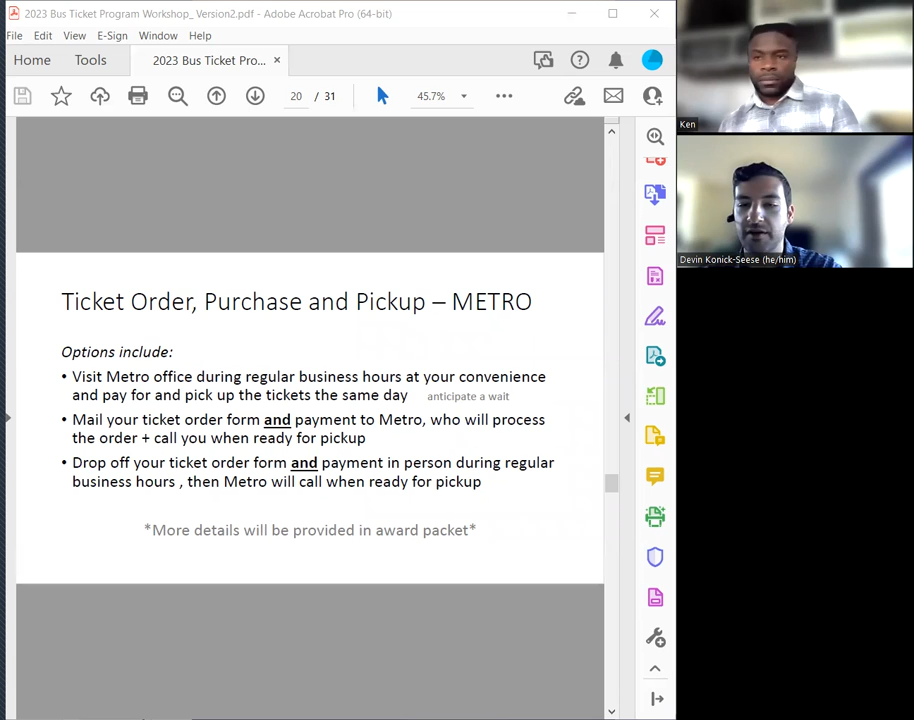 2023 Bus Ticket Program Workshop_ Version2.pdf - Adobe Acrobat Pro (64-bit)
File Edit View E-Sign Window Help
Home Tools 2023 Bus Ticket Pro... ×
20 / 31 45.7%
Ken
Devin Konick-Seese (he/him)
Ticket Order, Purchase and Pickup – METRO
Options include:
• Visit Metro office during regular business hours at your convenience
and pay for and pick up the tickets the same day anticipate a wait
• Mail your ticket order form and payment to Metro, who will process
the order + call you when ready for pickup
• Drop off your ticket order form and payment in person during regular
business hours , then Metro will call when ready for pickup
*More details will be provided in award packet*